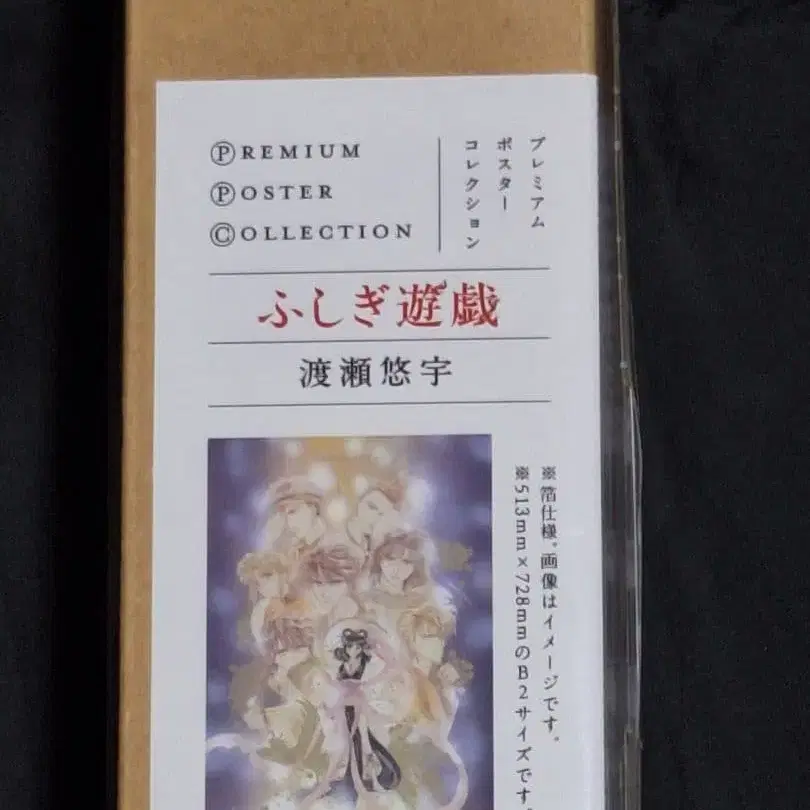 ⓅREMIUM
ⓅOSTER
ⒸOLLECTION
プレミアム
ポスター
コレクション
ふしぎ遊戯
渡瀬悠宇
※箔仕様。画像はイメージです。
※513mm×728mmのB2サイズです。